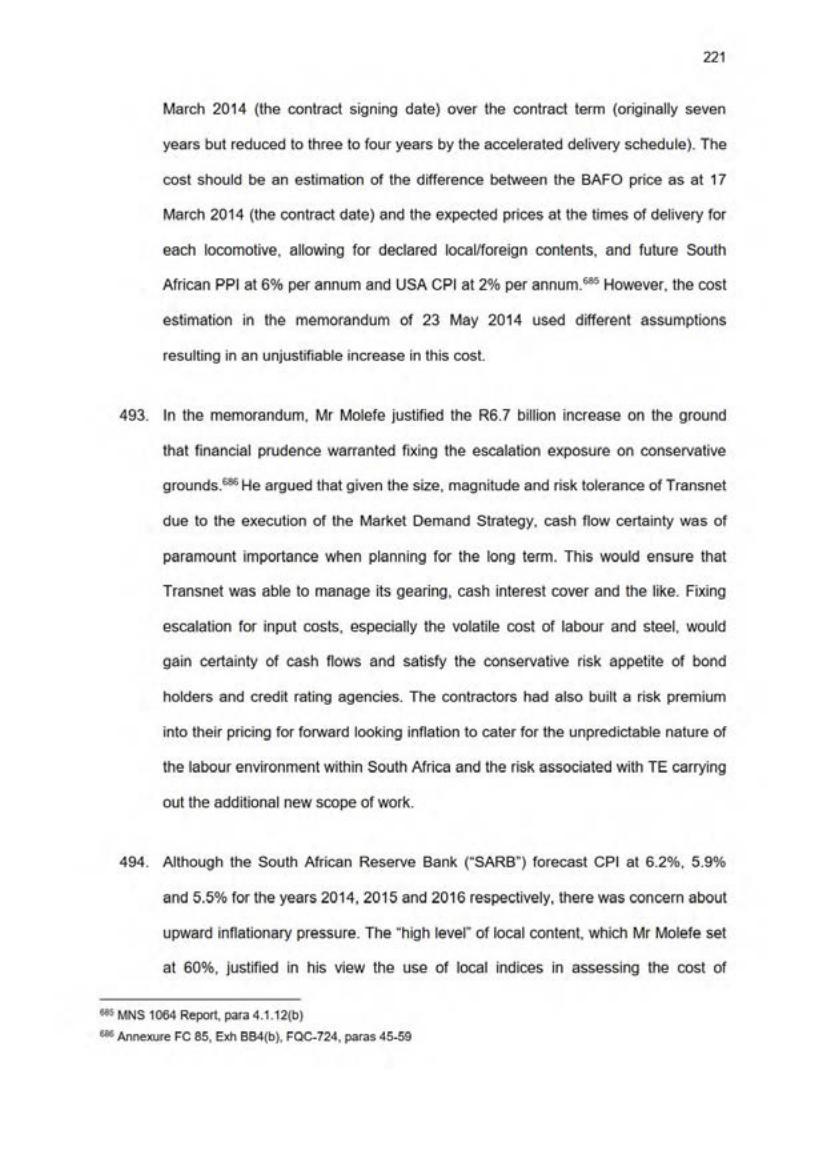 221
March 2014 (the contract signing date) over the contract term (originally seven
years but reduced to three to four years by the accelerated delivery schedule). The
cost should be an estimation of the difference between the BAFO price as at 17
March 2014 (the contract date) and the expected prices at the times of delivery for
each locomotive, allowing for declared local/foreign contents, and future South
African PPI at 6% per annum and USA CPI at 2% per annum.⁶⁸⁵ However, the cost
estimation in the memorandum of 23 May 2014 used different assumptions
resulting in an unjustifiable increase in this cost.
493. In the memorandum, Mr Molefe justified the R6.7 billion increase on the ground
that financial prudence warranted fixing the escalation exposure on conservative
grounds.⁶⁸⁶ He argued that given the size, magnitude and risk tolerance of Transnet
due to the execution of the Market Demand Strategy, cash flow certainty was of
paramount importance when planning for the long term. This would ensure that
Transnet was able to manage its gearing, cash interest cover and the like. Fixing
escalation for input costs, especially the volatile cost of labour and steel, would
gain certainty of cash flows and satisfy the conservative risk appetite of bond
holders and credit rating agencies. The contractors had also built a risk premium
into their pricing for forward looking inflation to cater for the unpredictable nature of
the labour environment within South Africa and the risk associated with TE carrying
out the additional new scope of work.
494. Although the South African Reserve Bank (“SARB”) forecast CPI at 6.2%, 5.9%
and 5.5% for the years 2014, 2015 and 2016 respectively, there was concern about
upward inflationary pressure. The “high level” of local content, which Mr Molefe set
at 60%, justified in his view the use of local indices in assessing the cost of
⁶⁸⁵ MNS 1064 Report, para 4.1.12(b)
⁶⁸⁶ Annexure FC 85, Exh BB4(b), FQC-724, paras 45-59